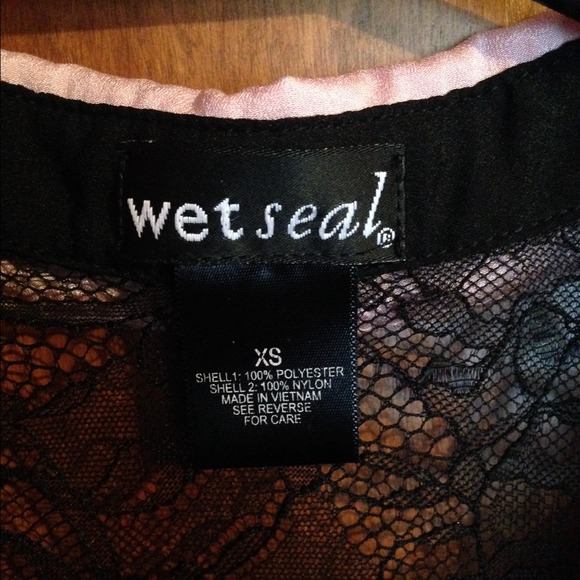 wet seal®
XS
SHELL1: 100% POLYESTER
SHELL 2: 100% NYLON
MADE IN VIETNAM
SEE REVERSE
FOR CARE